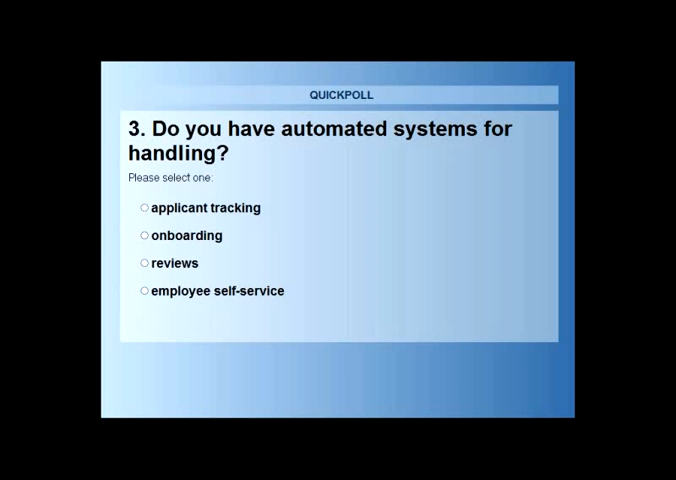 QUICKPOLL
3. Do you have automated systems for
handling?
Please select one:
applicant tracking
onboarding
reviews
employee self-service